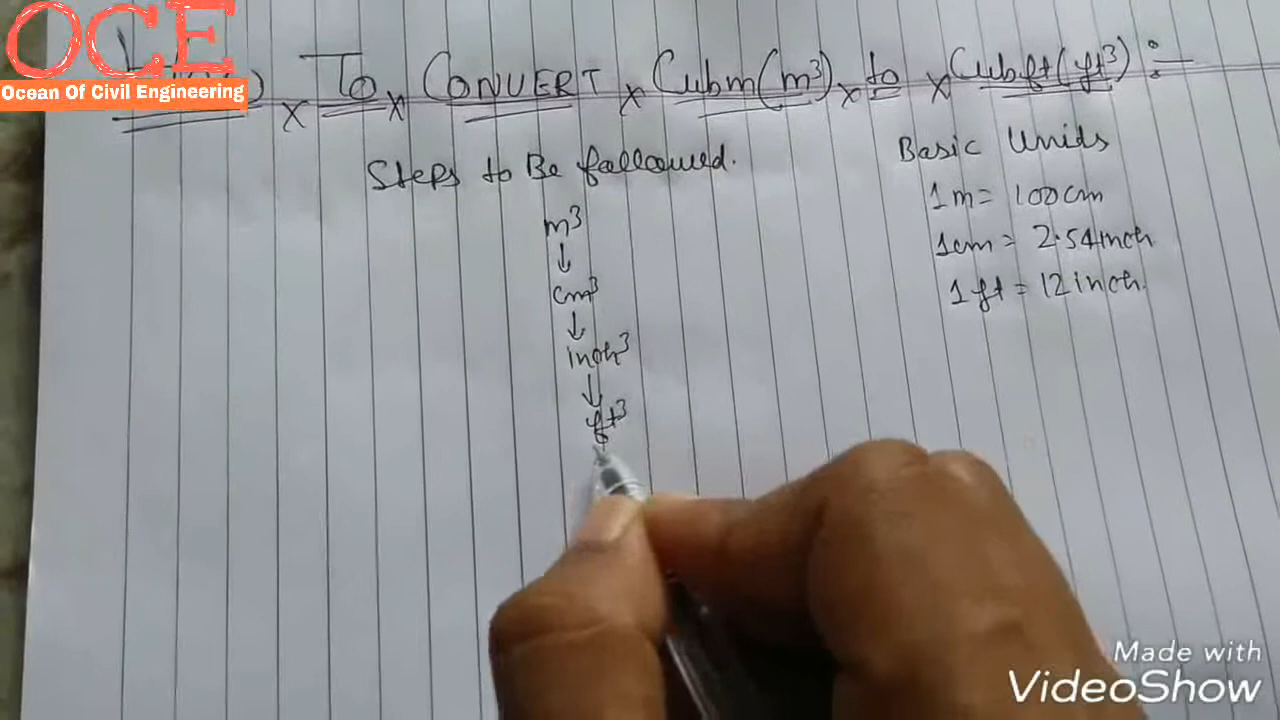 OCE
Ocean Of Civil Engineering
To CONVERT Cubm(m³) to Cubft(ft³) :-
Steps to Be followed.
m³
↓
cm³
↓
inch³
↓
ft³
Basic Units
1m = 100cm
1cm = 2.54inch
1ft = 12inch
Made with
VideoShow